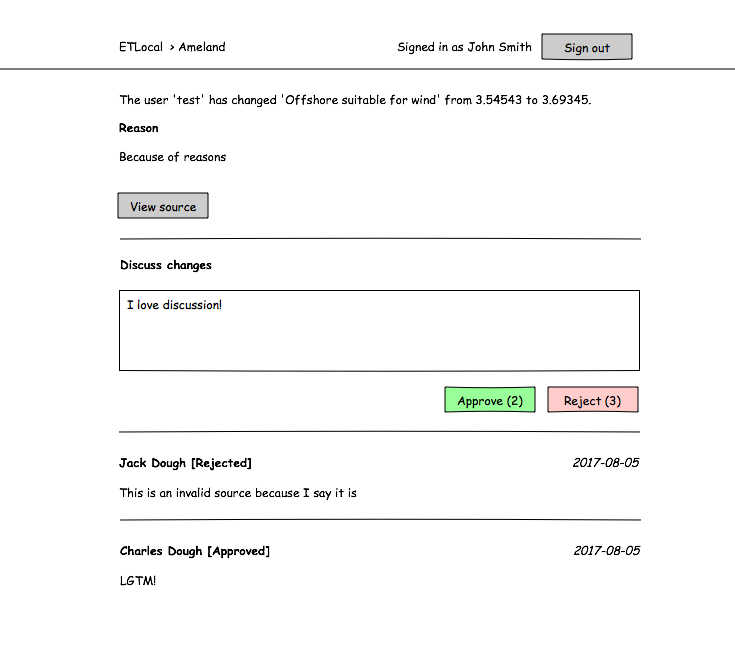 ETLocal > Ameland
Signed in as John Smith
Sign out
The user 'test' has changed 'Offshore suitable for wind' from 3.54543 to 3.69345.
Reason
Because of reasons
View source
Discuss changes
I love discussion!
Approve (2)
Reject (3)
Jack Dough [Rejected]
2017-08-05
This is an invalid source because I say it is
Charles Dough [Approved]
2017-08-05
LGTM!